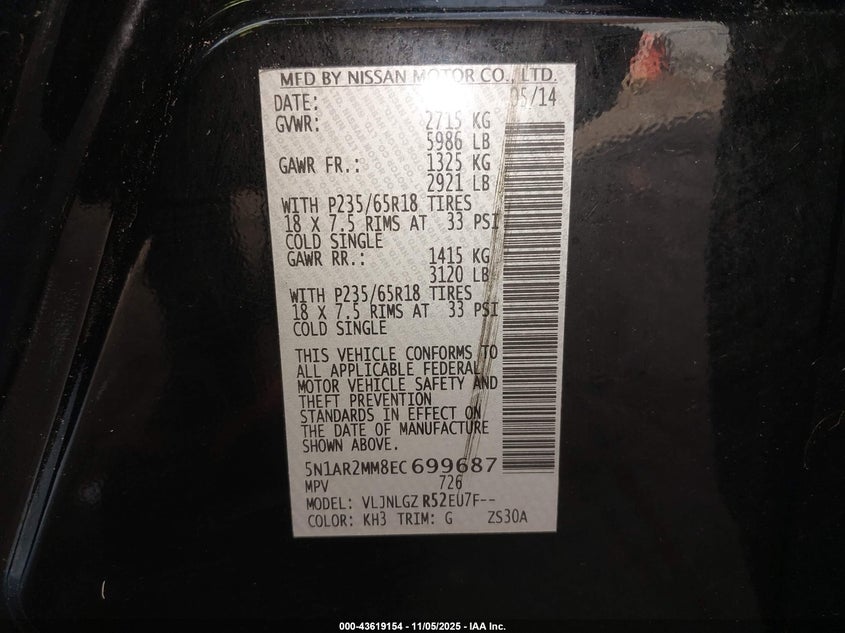 MFD BY NISSAN MOTOR CO., LTD.
DATE: 05/14
GVWR: 2715 KG
5986 LB
GAWR FR.: 1325 KG
2921 LB
WITH P235/65R18 TIRES
18 X 7.5 RIMS AT 33 PSI
COLD SINGLE
GAWR RR.: 1415 KG
3120 LB
WITH P235/65R18 TIRES
18 X 7.5 RIMS AT 33 PSI
COLD SINGLE
THIS VEHICLE CONFORMS TO
ALL APPLICABLE FEDERAL
MOTOR VEHICLE SAFETY AND
THEFT PREVENTION
STANDARDS IN EFFECT ON
THE DATE OF MANUFACTURE
SHOWN ABOVE.
5N1AR2MM8EC699687
MPV 726
MODEL: VLJNLGZ R52EU7F--
COLOR: KH3 TRIM: G ZS30A
000-43619154 - 11/05/2025 - IAA Inc.